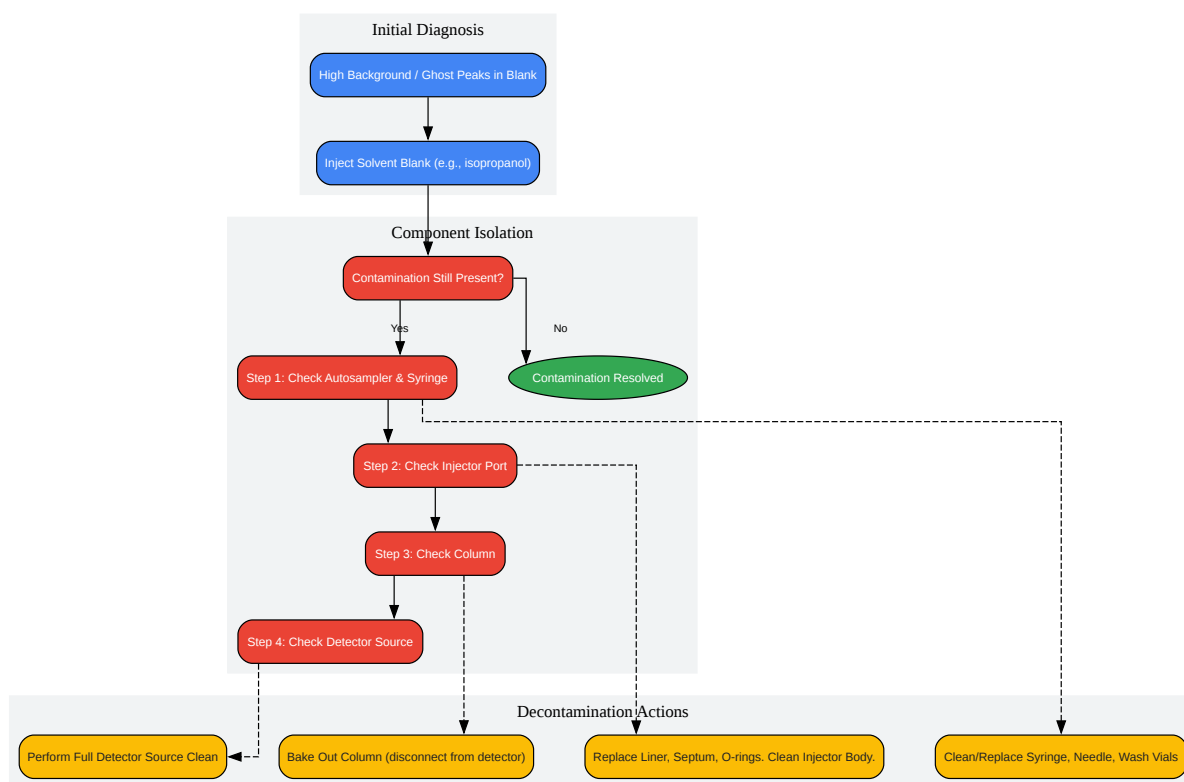 Initial Diagnosis
High Background / Ghost Peaks in Blank
Inject Solvent Blank (e.g., isopropanol)
Component Isolation
Contamination Still Present?
Yes
No
Step 1: Check Autosampler & Syringe
Contamination Resolved
Step 2: Check Injector Port
Step 3: Check Column
Step 4: Check Detector Source
Decontamination Actions
Perform Full Detector Source Clean
Bake Out Column (disconnect from detector)
Replace Liner, Septum, O-rings. Clean Injector Body.
Clean/Replace Syringe, Needle, Wash Vials